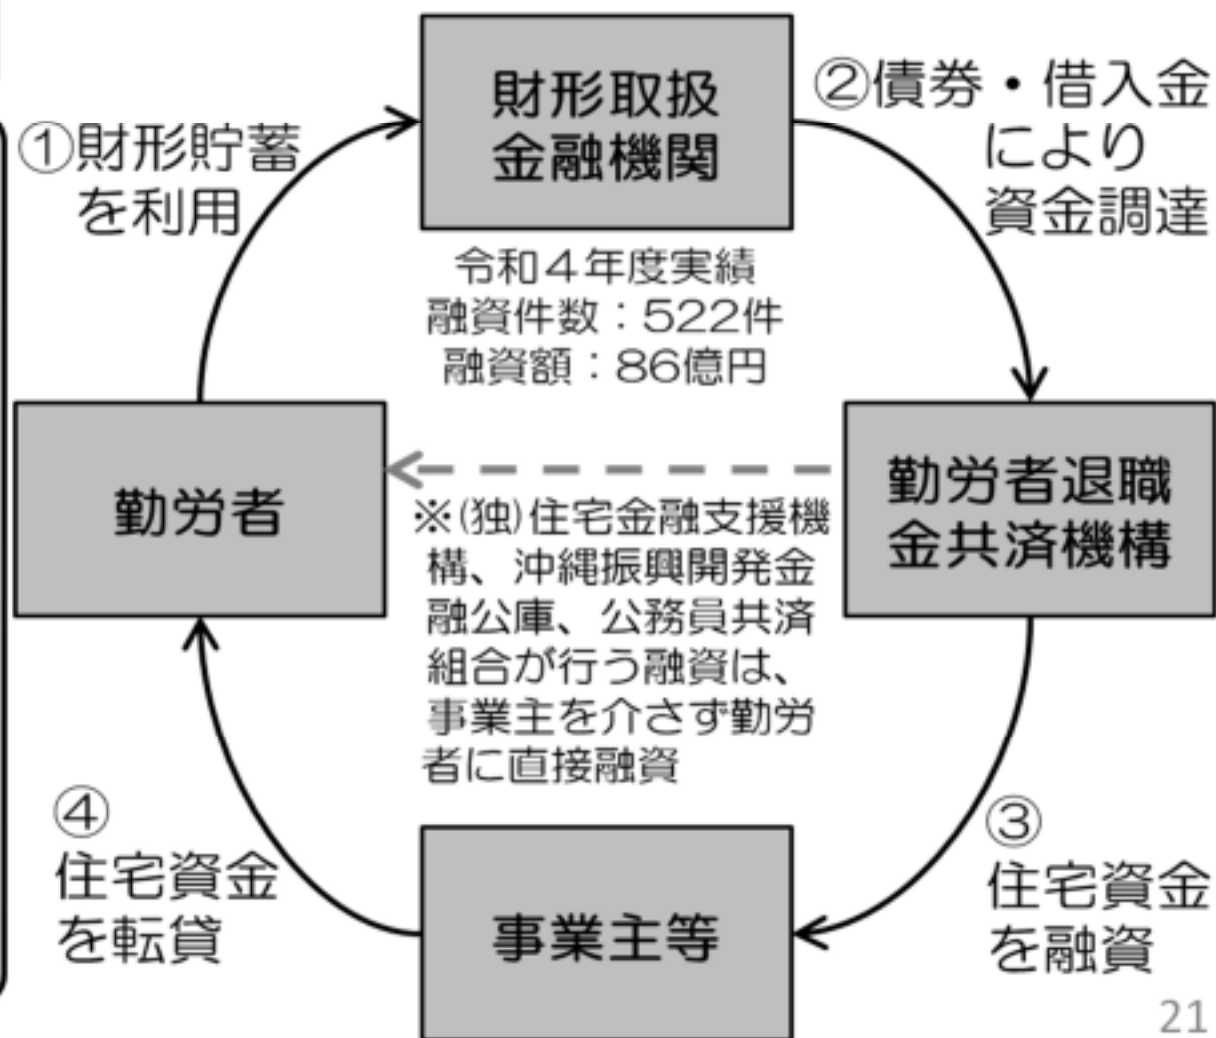 財形取扱
金融機関
②債券・借入金
により
資金調達
①財形貯蓄
を利用
令和４年度実績
融資件数：522件
融資額：86億円
勤労者
勤労者退職
金共済機構
※(独)住宅金融支援機
構、沖縄振興開発金
融公庫、公務員共済
組合が行う融資は、
事業主を介さず勤労
者に直接融資
④
住宅資金
を転貸
③
住宅資金
を融資
事業主等
21